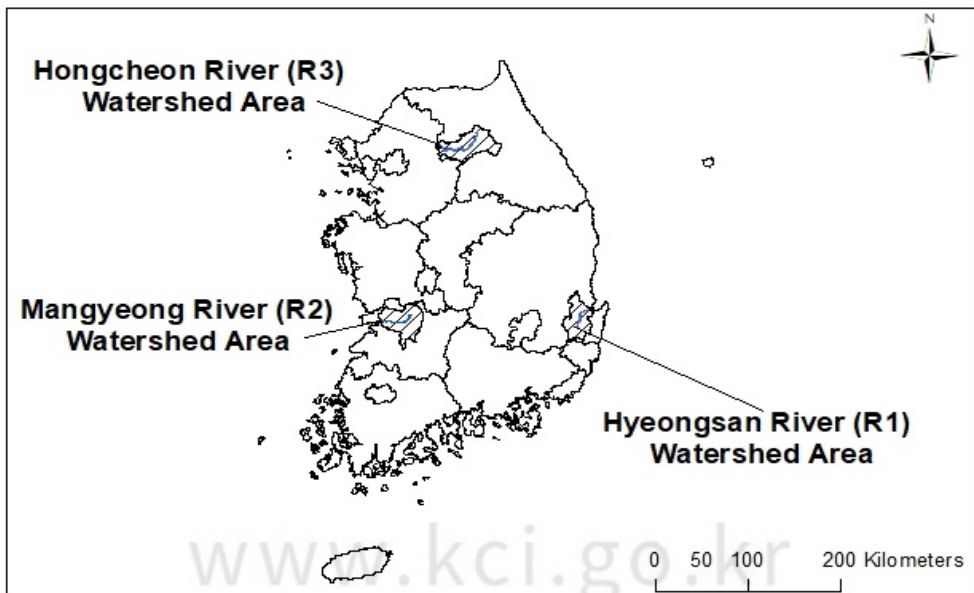 N
Hongcheon River (R3)
Watershed Area
Mangyeong River (R2)
Watershed Area
Hyeongsan River (R1)
Watershed Area
www.kci.go.kr
0 50 100 200 Kilometers